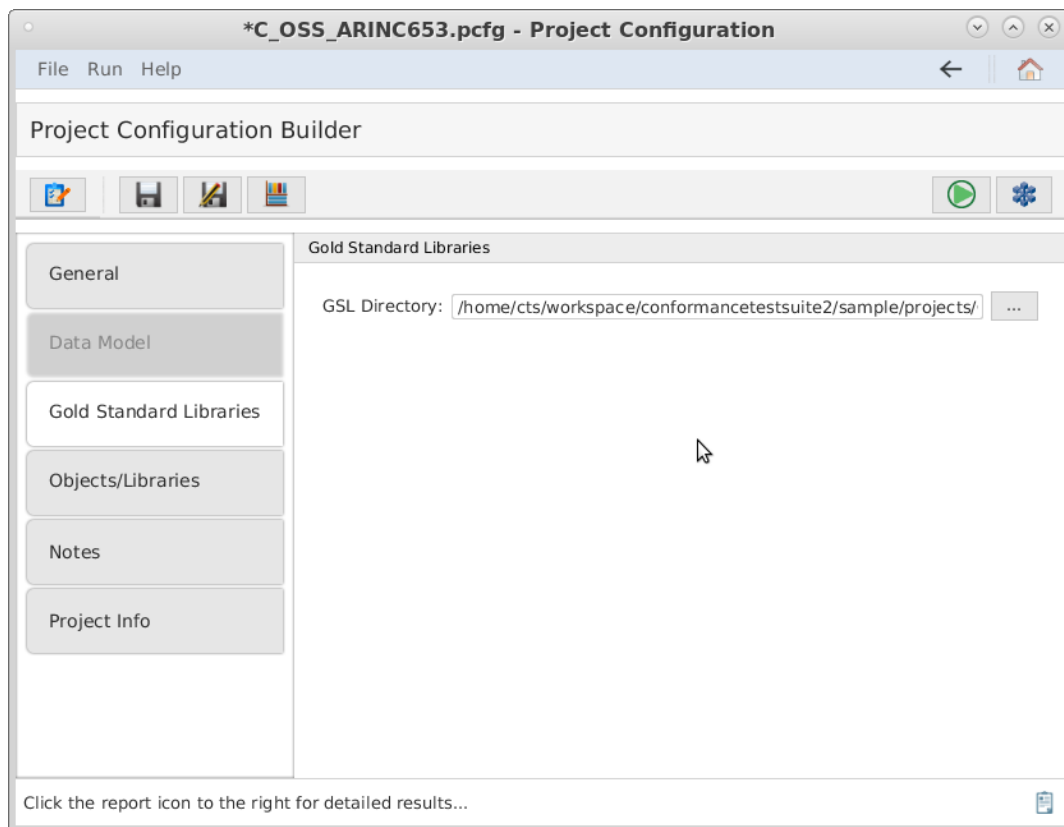 *C_OSS_ARINC653.pcfg - Project Configuration
File Run Help
Project Configuration Builder
General
Data Model
Gold Standard Libraries
Objects/Libraries
Notes
Project Info
Gold Standard Libraries
GSL Directory: /home/cts/workspace/conformancetestsuite2/sample/projects/ ...
Click the report icon to the right for detailed results...